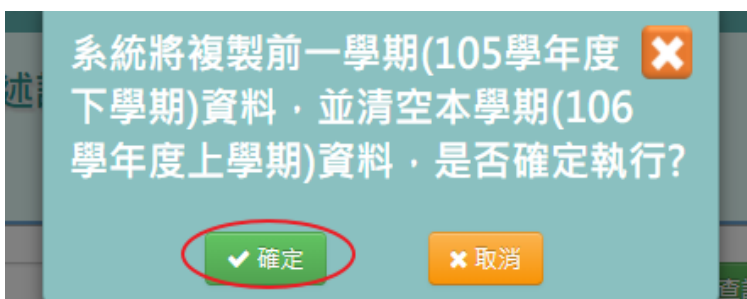 系統將複製前一學期(105學年度
下學期)資料，並清空本學期(106
學年度上學期)資料，是否確定執行?
述
確定
取消
查